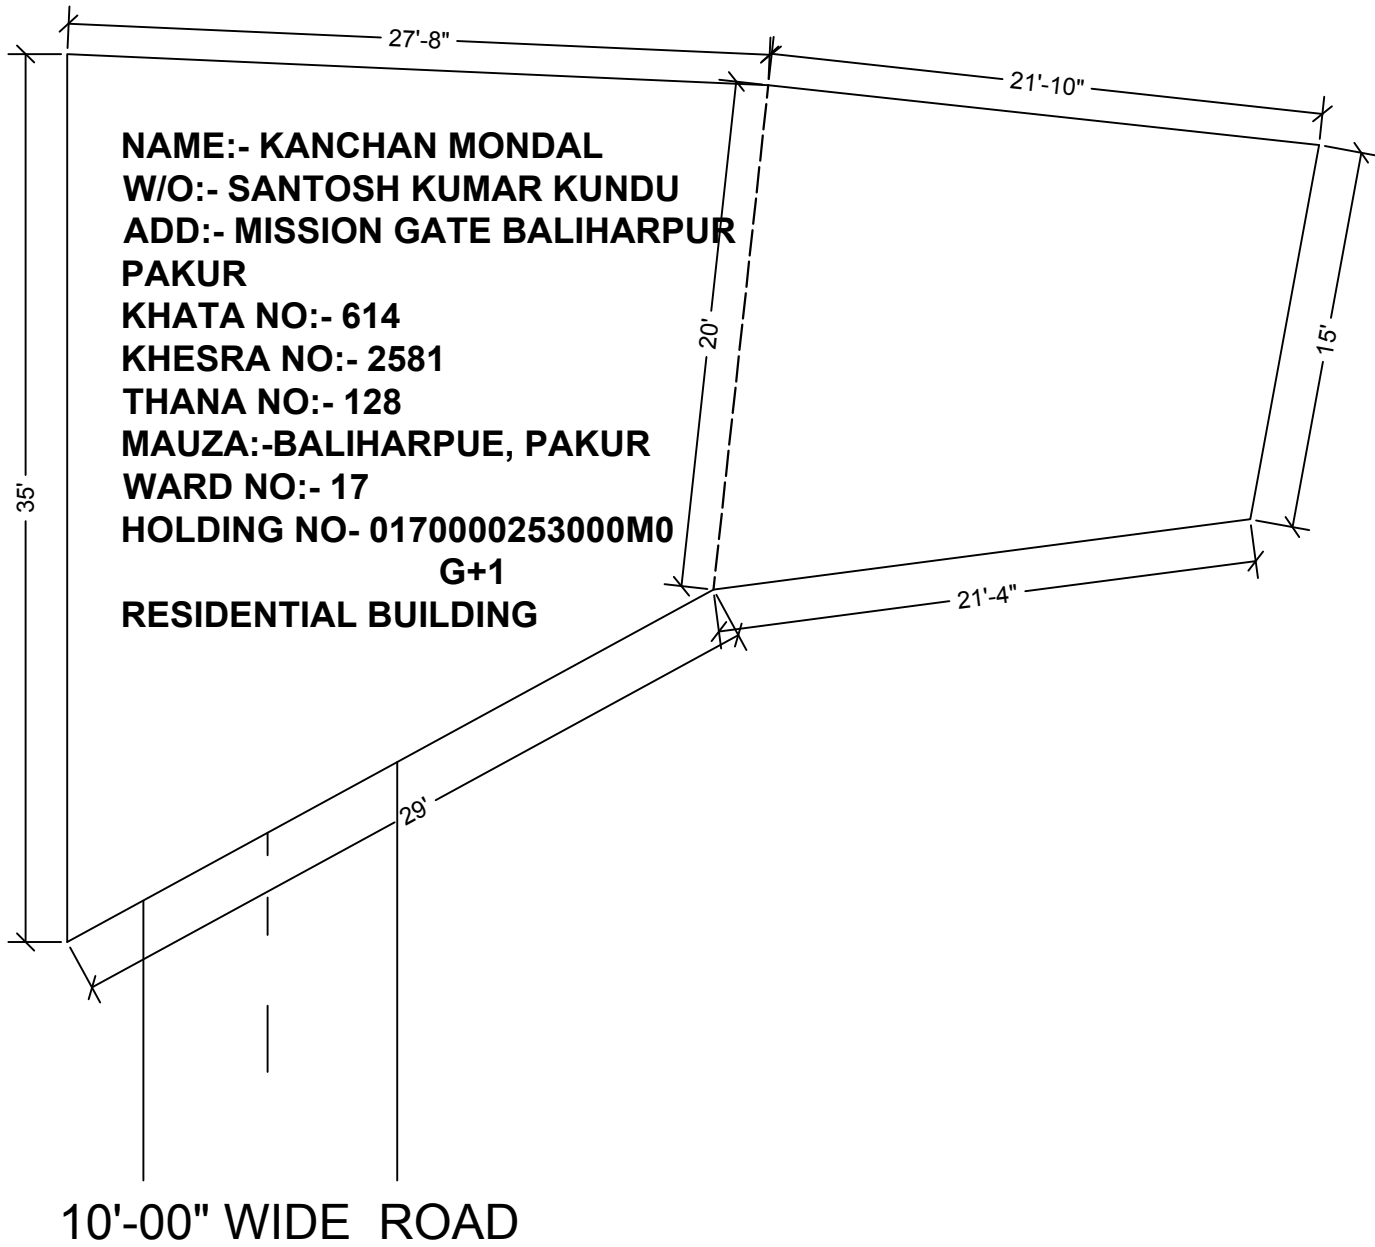 27'-8"
21'-10"
NAME:- KANCHAN MONDAL
W/O:- SANTOSH KUMAR KUNDU
ADD:- MISSION GATE BALIHARPUR
PAKUR
KHATA NO:- 614
KHESRA NO:- 2581
THANA NO:- 128
MAUZA:-BALIHARPUE, PAKUR
WARD NO:- 17
HOLDING NO- 0170000253000M0
G+1
RESIDENTIAL BUILDING
20'
15'
35'
21'-4"
29'
10'-00" WIDE ROAD